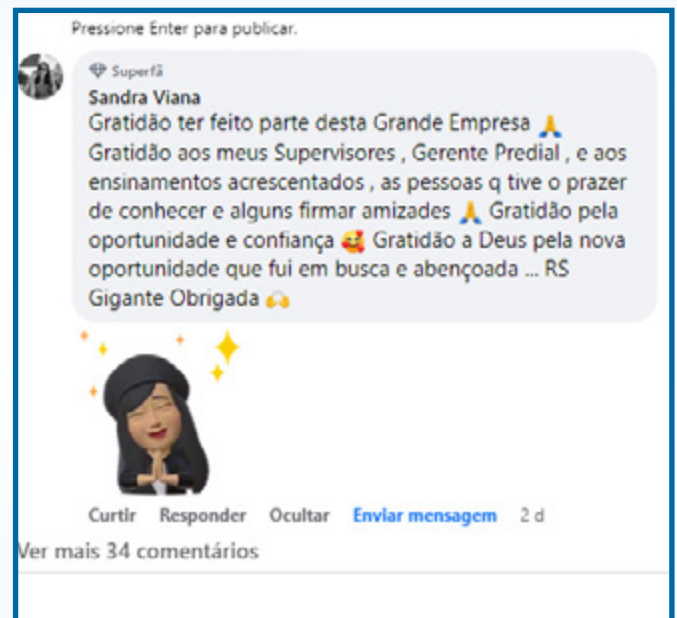 Pressione Enter para publicar.
Superfã
Sandra Viana
Gratidão ter feito parte desta Grande Empresa 🙏
Gratidão aos meus Supervisores , Gerente Predial , e aos
ensinamentos acrescentados , as pessoas q tive o prazer
de conhecer e alguns firmar amizades 🙏 Gratidão pela
oportunidade e confiança 🥰 Gratidão a Deus pela nova
oportunidade que fui em busca e abençoada ... RS
Gigante Obrigada 🙌
Curtir Responder Ocultar Enviar mensagem 2 d
Ver mais 34 comentários